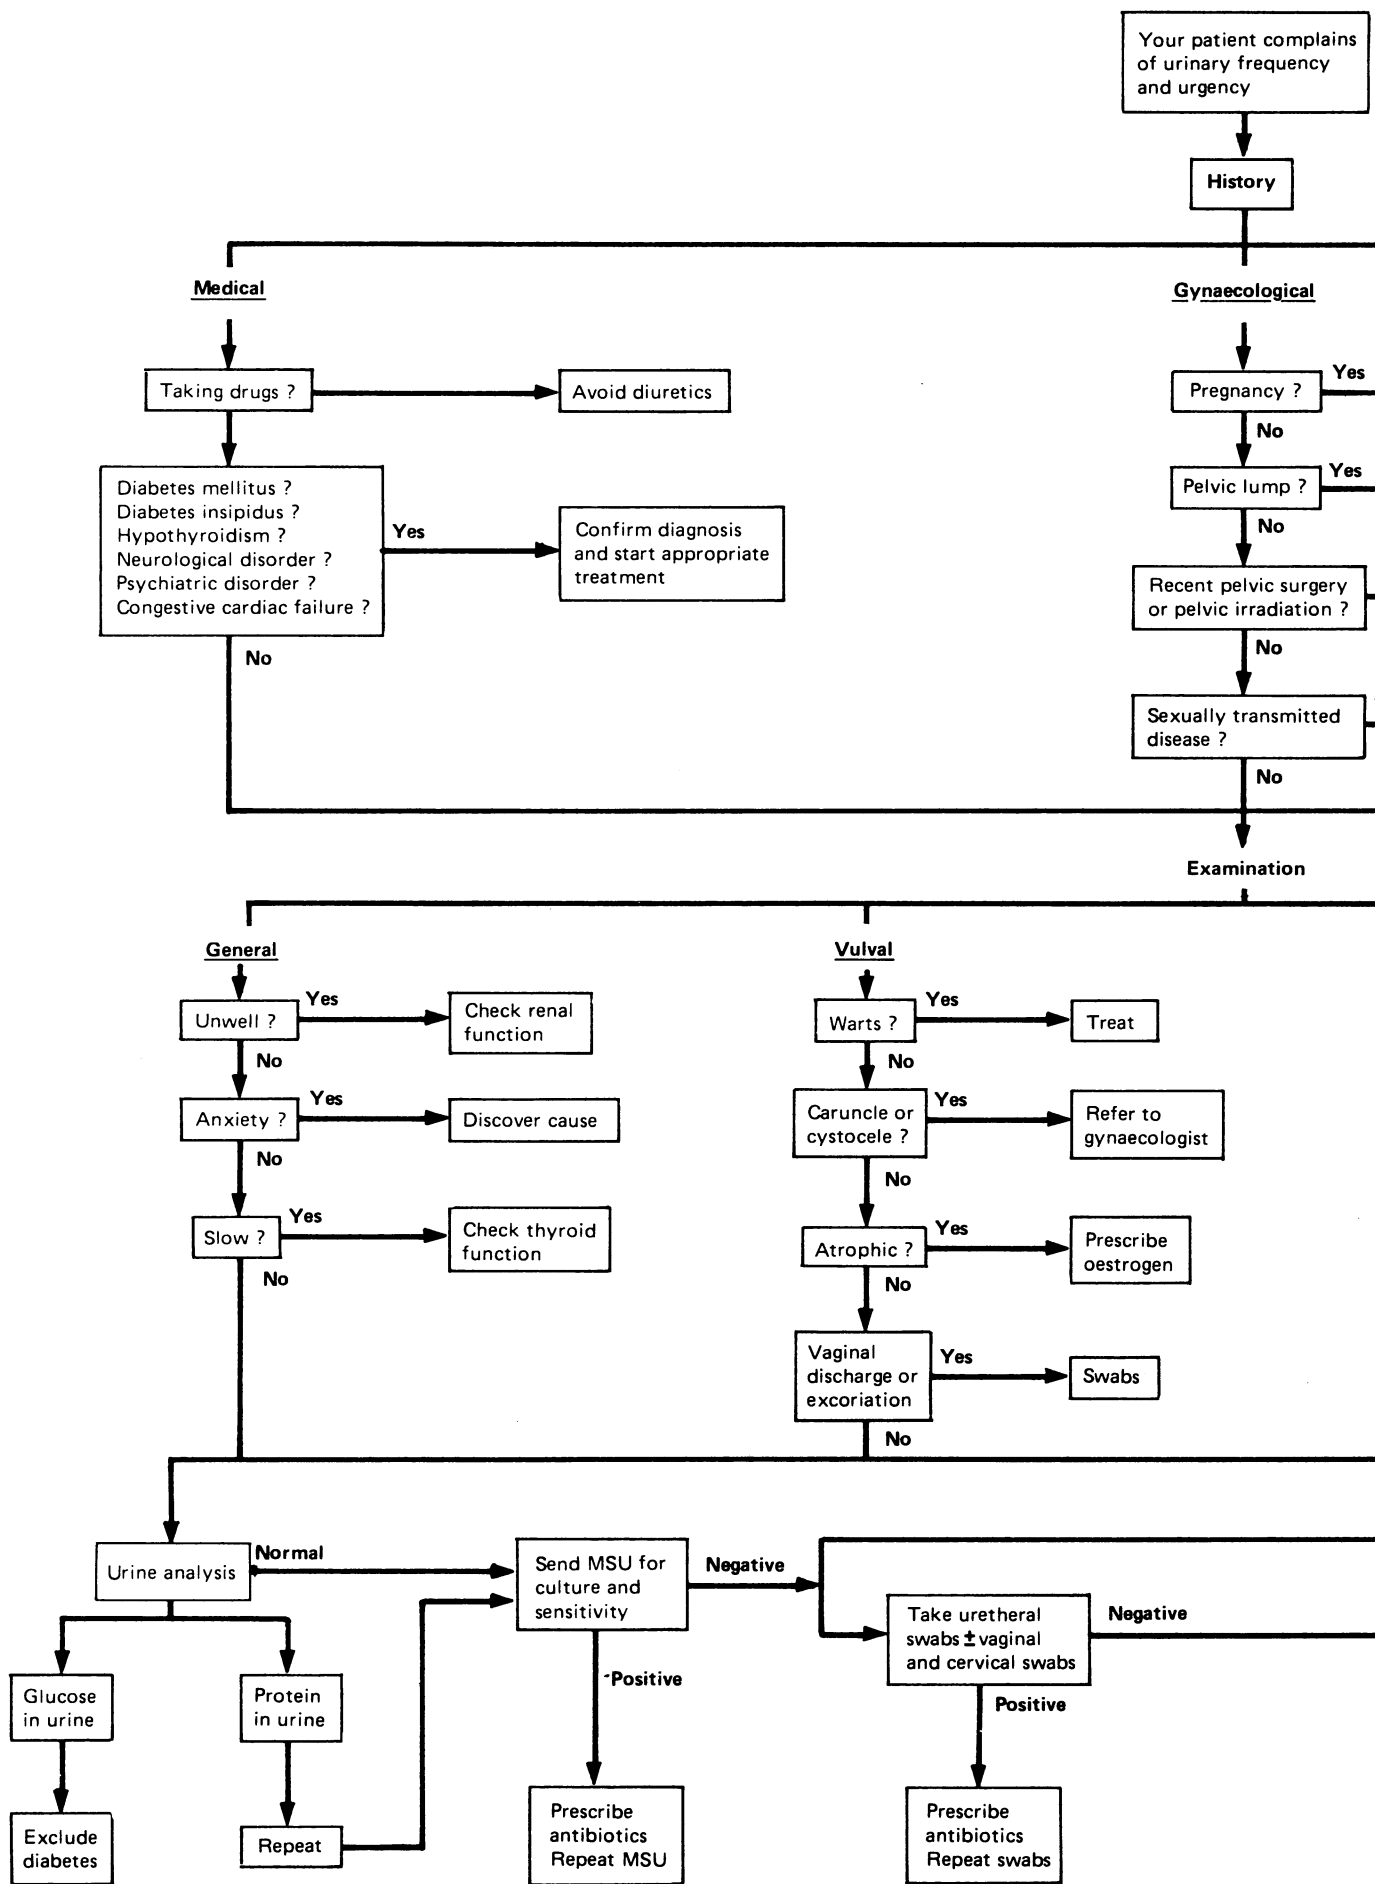 Your patient complains
of urinary frequency
and urgency
History
Medical
Taking drugs ?
Avoid diuretics
Diabetes mellitus ?
Diabetes insipidus ?
Hypothyroidism ?
Neurological disorder ?
Psychiatric disorder ?
Congestive cardiac failure ?
Yes
Confirm diagnosis
and start appropriate
treatment
No
Gynaecological
Pregnancy ?
Yes
No
Pelvic lump ?
Yes
No
Recent pelvic surgery
or pelvic irradiation ?
No
Sexually transmitted
disease ?
No
Examination
General
Unwell ?
Yes
Check renal
function
No
Anxiety ?
Yes
Discover cause
No
Slow ?
Yes
Check thyroid
function
No
Vulval
Warts ?
Yes
Treat
No
Caruncle or
cystocele ?
Yes
Refer to
gynaecologist
No
Atrophic ?
Yes
Prescribe
oestrogen
No
Vaginal
discharge or
excoriation
Yes
Swabs
No
Urine analysis
Normal
Glucose
in urine
Exclude
diabetes
Protein
in urine
Repeat
Send MSU for
culture and
sensitivity
Negative
Positive
Prescribe
antibiotics
Repeat MSU
Take uretheral
swabs ± vaginal
and cervical swabs
Negative
Positive
Prescribe
antibiotics
Repeat swabs